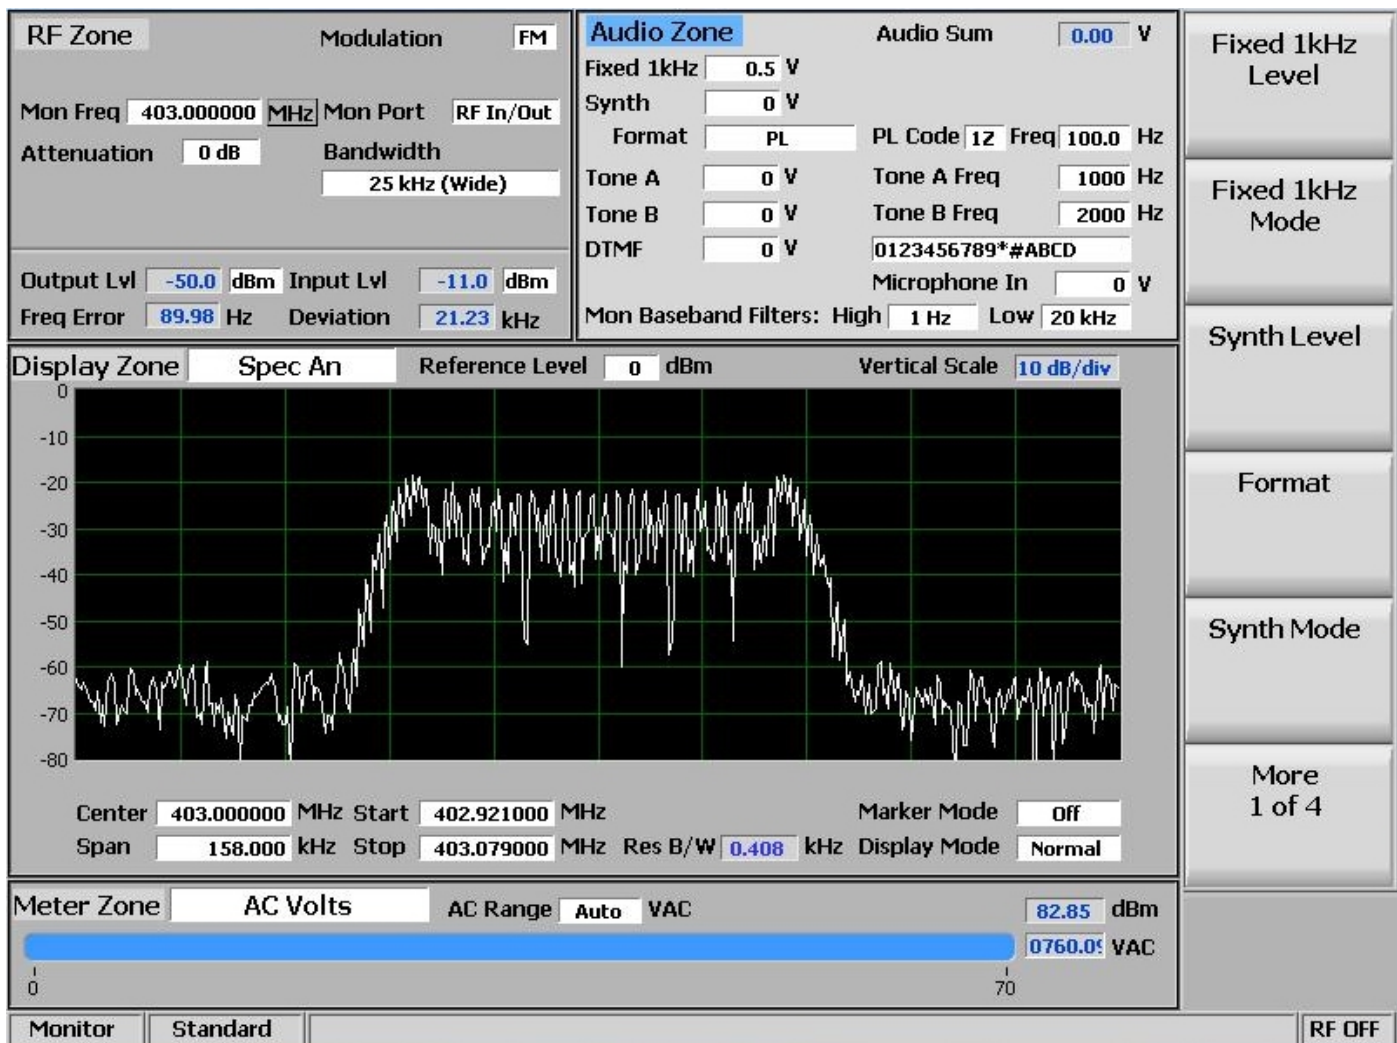 RF Zone Modulation FM
Mon Freq 403.000000 MHz Mon Port RF In/Out
Attenuation 0 dB Bandwidth
25 kHz (Wide)
Output Lvl -50.0 dBm Input Lvl -11.0 dBm
Freq Error 89.98 Hz Deviation 21.23 kHz
Audio Zone Audio Sum 0.00 V
Fixed 1kHz 0.5 V
Synth 0 V
Format PL PL Code 1Z Freq 100.0 Hz
Tone A 0 V Tone A Freq 1000 Hz
Tone B 0 V Tone B Freq 2000 Hz
DTMF 0 V 0123456789*#ABCD
Microphone In 0 V
Mon Baseband Filters: High 1 Hz Low 20 kHz
Display Zone Spec An Reference Level 0 dBm Vertical Scale 10 dB/div
0
-10
-20
-30
-40
-50
-60
-70
-80
Center 403.000000 MHz Start 402.921000 MHz Marker Mode Off
Span 158.000 kHz Stop 403.079000 MHz Res B/W 0.408 kHz Display Mode Normal
Meter Zone AC Volts AC Range Auto VAC 82.85 dBm
0760.09 VAC
0 70
Monitor Standard RF OFF
Fixed 1kHz
Level
Fixed 1kHz
Mode
Synth Level
Format
Synth Mode
More
1 of 4